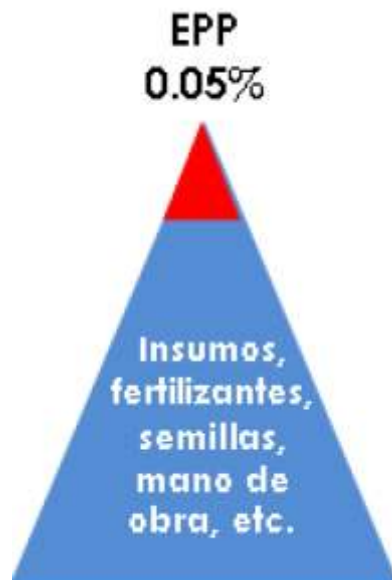 EPP
0.05%
Insumos,
fertilizantes,
semillas,
mano de
obra, etc.